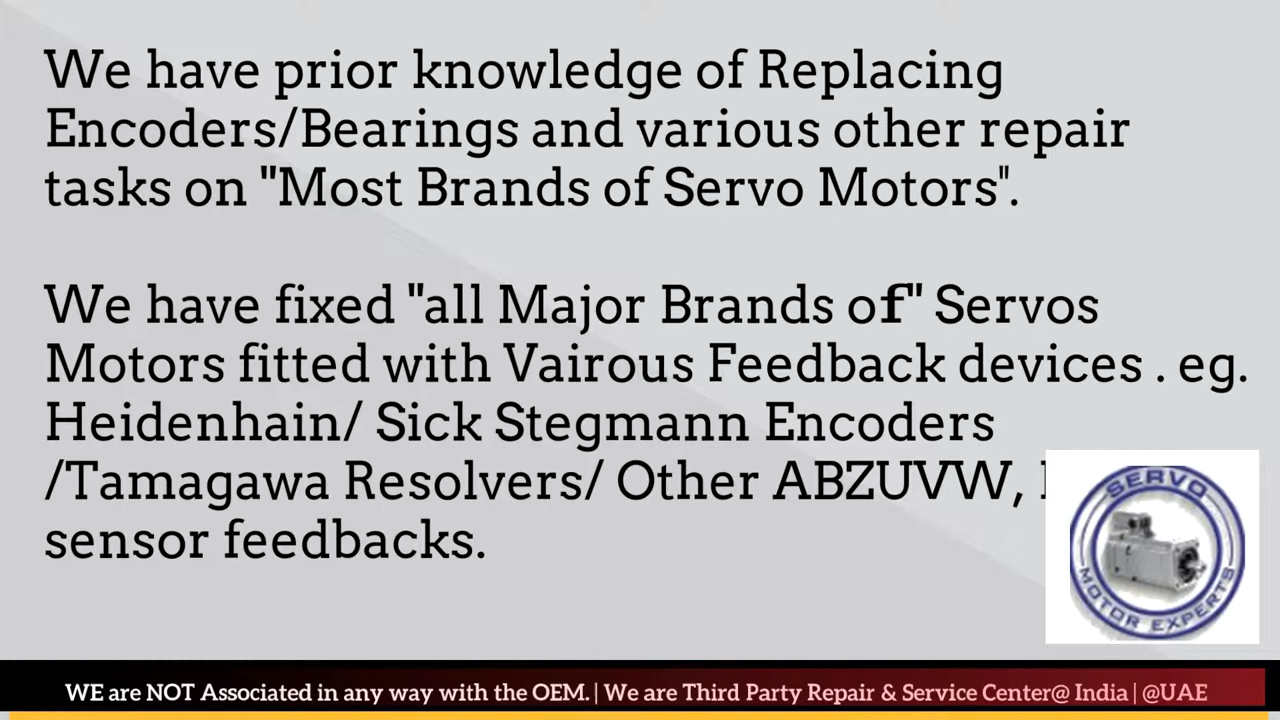 We have prior knowledge of Replacing
Encoders/Bearings and various other repair
tasks on "Most Brands of Servo Motors".
We have fixed "all Major Brands of" Servos
Motors fitted with Vairous Feedback devices . eg.
Heidenhain/ Sick Stegmann Encoders
/Tamagawa Resolvers/ Other ABZUVW,
sensor feedbacks.
SERVO
MOTOR EXPERTS
WE are NOT Associated in any way with the OEM. | We are Third Party Repair & Service Center@ India | @UAE